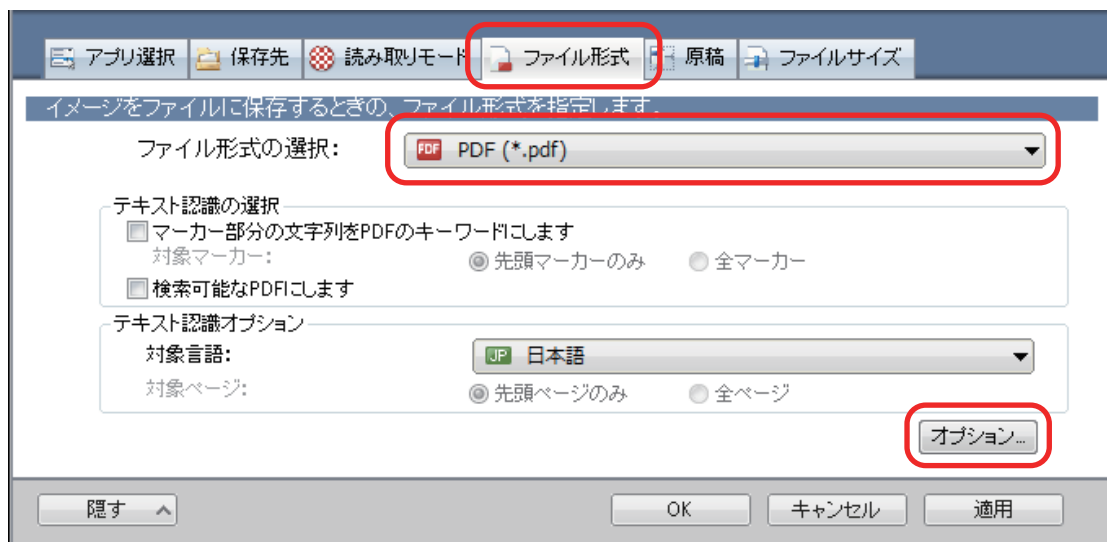 アプリ選択 保存先 読み取りモード ファイル形式 原稿 ファイルサイズ
イメージをファイルに保存するときの、ファイル形式を指定します。
ファイル形式の選択: PDF PDF (*.pdf)
テキスト認識の選択
マーカー部分の文字列をPDFのキーワードにします
対象マーカー: 先頭マーカーのみ 全マーカー
検索可能なPDFにします
テキスト認識オプション
対象言語: JP 日本語
対象ページ: 先頭ページのみ 全ページ
オプション...
隠す OK キャンセル 適用